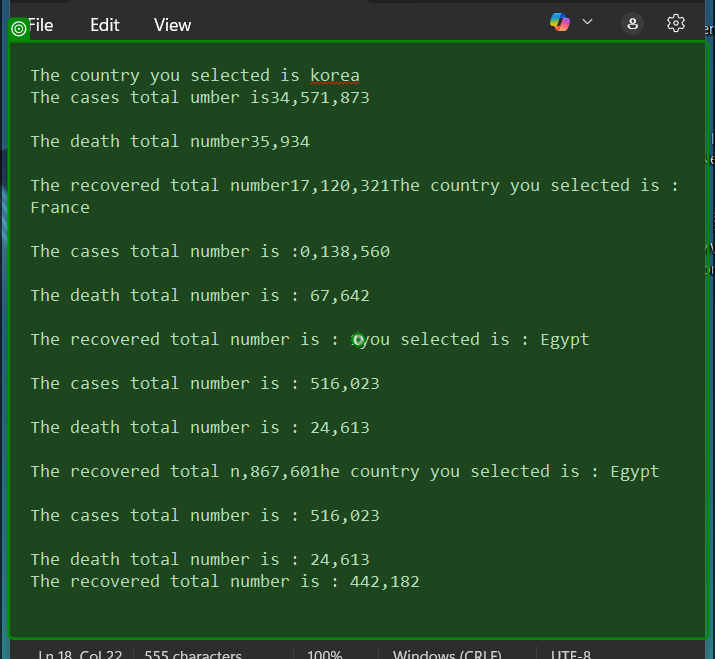 File Edit View
The country you selected is korea
The cases total umber is34,571,873
The death total number35,934
The recovered total number17,120,321The country you selected is :
France
The cases total number is :0,138,560
The death total number is : 67,642
The recovered total number is : you selected is : Egypt
The cases total number is : 516,023
The death total number is : 24,613
The recovered total n,867,601he country you selected is : Egypt
The cases total number is : 516,023
The death total number is : 24,613
The recovered total number is : 442,182
Ln 18, Col 22 555 characters 100% Windows (CRLF) UTF-8